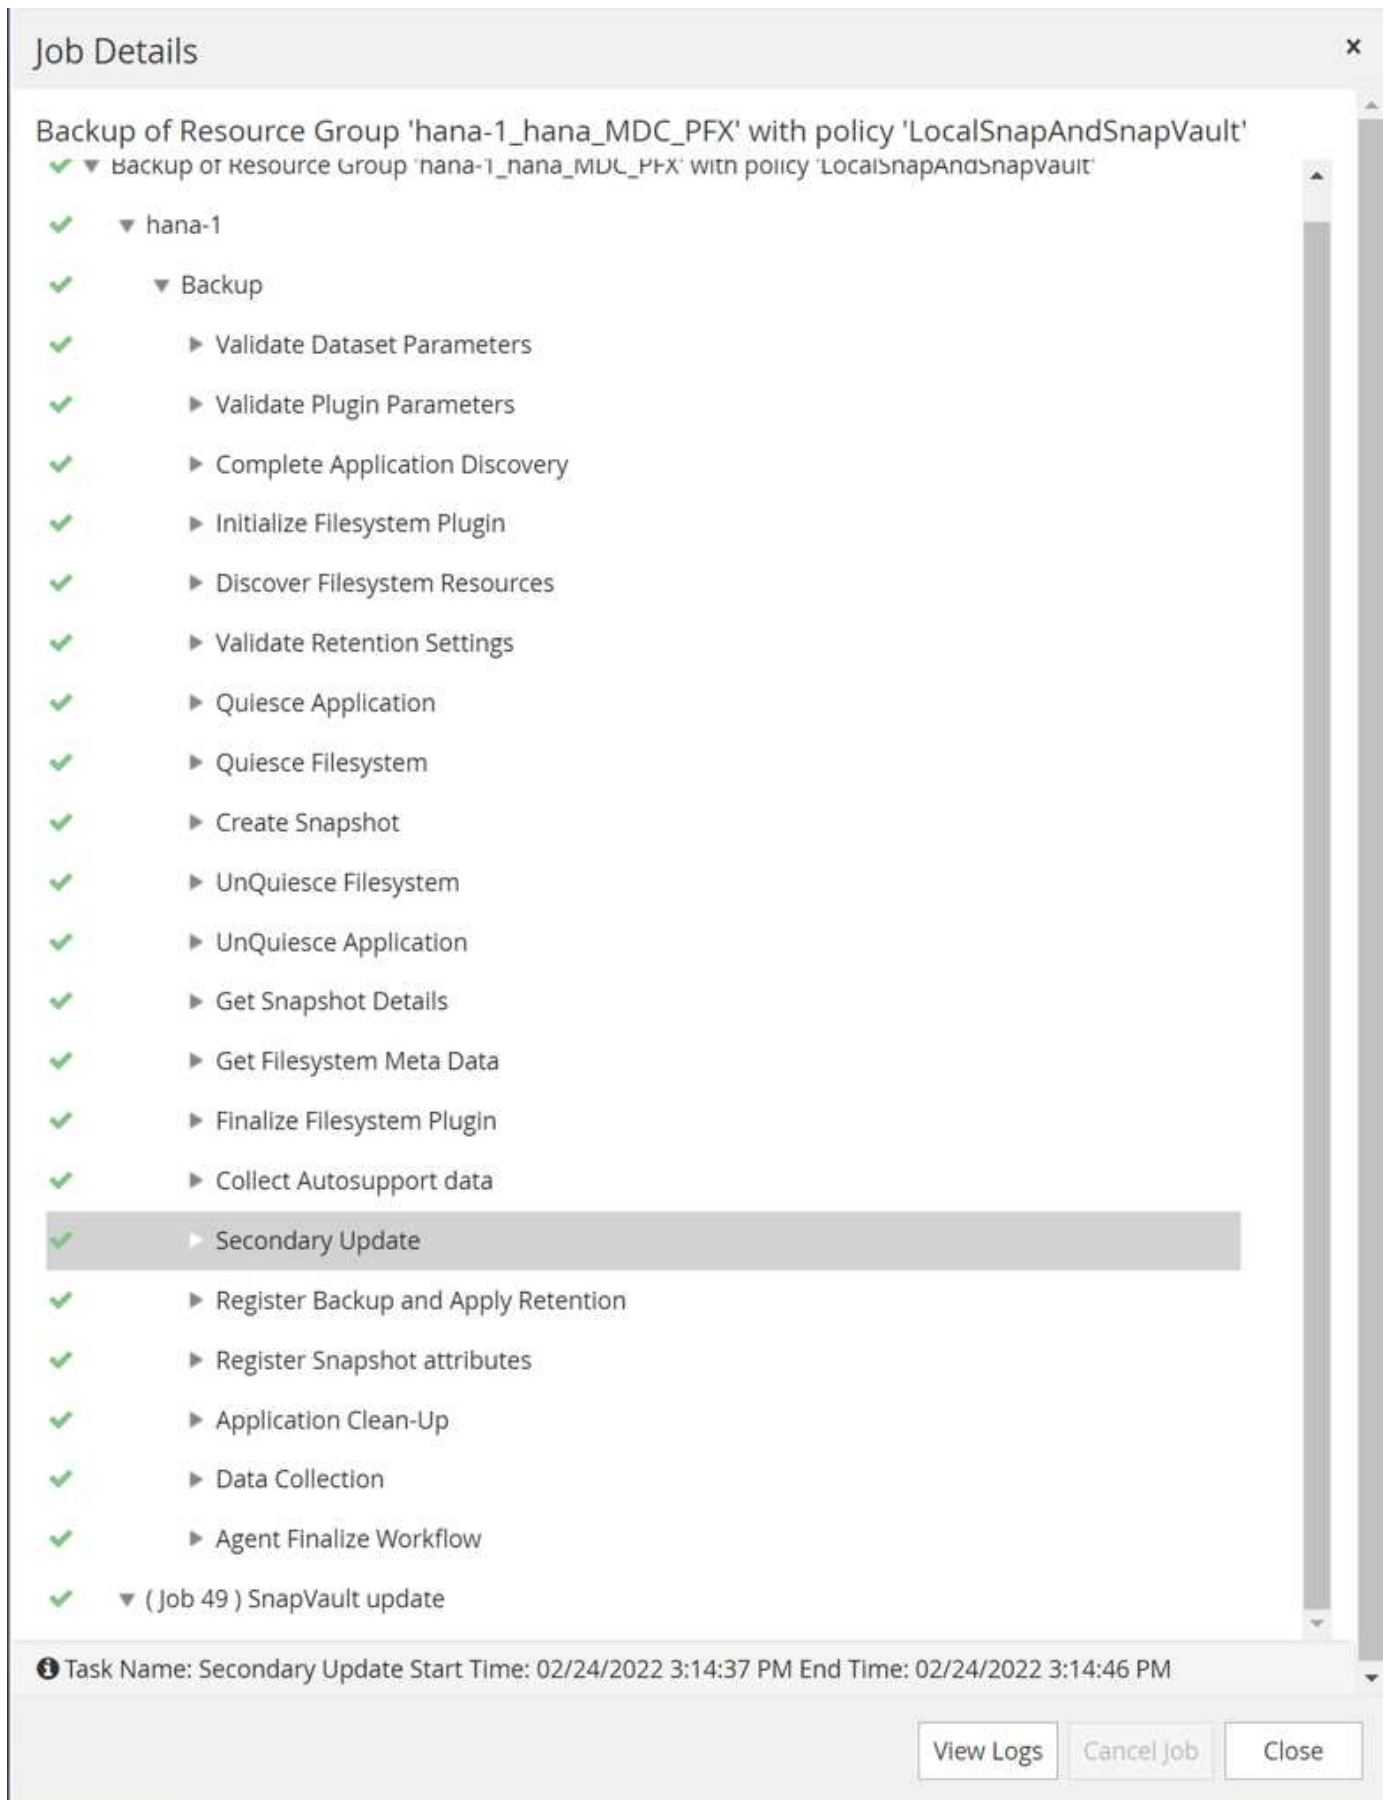 Job Details
×
Backup of Resource Group 'hana-1_hana_MDC_PFX' with policy 'LocalSnapAndSnapVault'
Backup of Resource Group 'hana-1_hana_MDC_PFX' with policy 'LocalSnapAndSnapVault'
hana-1
Backup
Validate Dataset Parameters
Validate Plugin Parameters
Complete Application Discovery
Initialize Filesystem Plugin
Discover Filesystem Resources
Validate Retention Settings
Quiesce Application
Quiesce Filesystem
Create Snapshot
UnQuiesce Filesystem
UnQuiesce Application
Get Snapshot Details
Get Filesystem Meta Data
Finalize Filesystem Plugin
Collect Autosupport data
Secondary Update
Register Backup and Apply Retention
Register Snapshot attributes
Application Clean-Up
Data Collection
Agent Finalize Workflow
( Job 49 ) SnapVault update
Task Name: Secondary Update Start Time: 02/24/2022 3:14:37 PM End Time: 02/24/2022 3:14:46 PM
View Logs Cancel Job Close